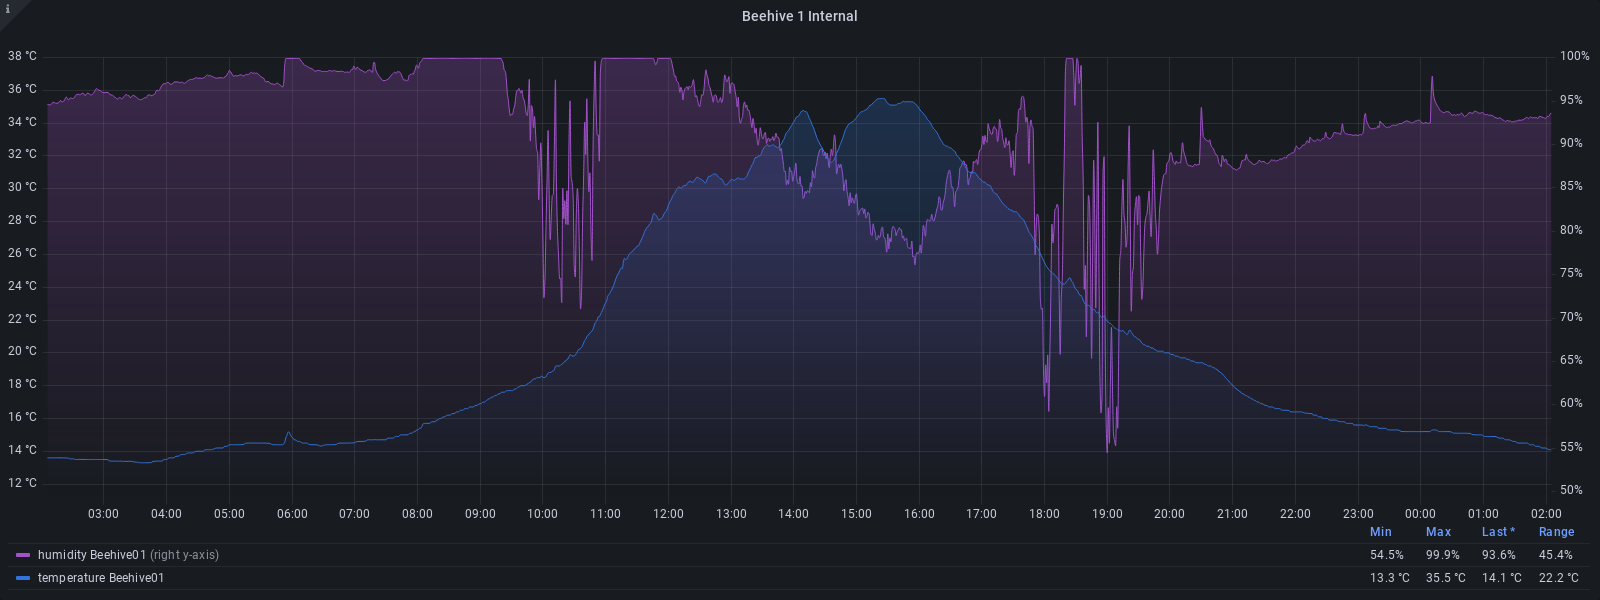 i
Beehive 1 Internal
38 °C 100%
36 °C 95%
34 °C 90%
32 °C 85%
30 °C 80%
28 °C 75%
26 °C 70%
24 °C 65%
22 °C 60%
20 °C 55%
18 °C 50%
16 °C
14 °C
12 °C
03:00 04:00 05:00 06:00 07:00 08:00 09:00 10:00 11:00 12:00 13:00 14:00 15:00 16:00 17:00 18:00 19:00 20:00 21:00 22:00 23:00 00:00 01:00 02:00
Min Max Last * Range
humidity Beehive01 (right y-axis) 54.5% 99.9% 93.6% 45.4%
temperature Beehive01 13.3 °C 35.5 °C 14.1 °C 22.2 °C